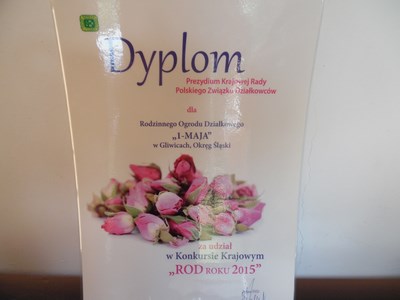 Dyplom
Prezydium Krajowej Rady
Polskiego Związku Działkowców
dla
Rodzinnego Ogrodu Działkowego
„1-MAJA"
w Gliwicach, Okręg Śląski
za udział
w Konkursie Krajowym
„ROD ROKU 2015"